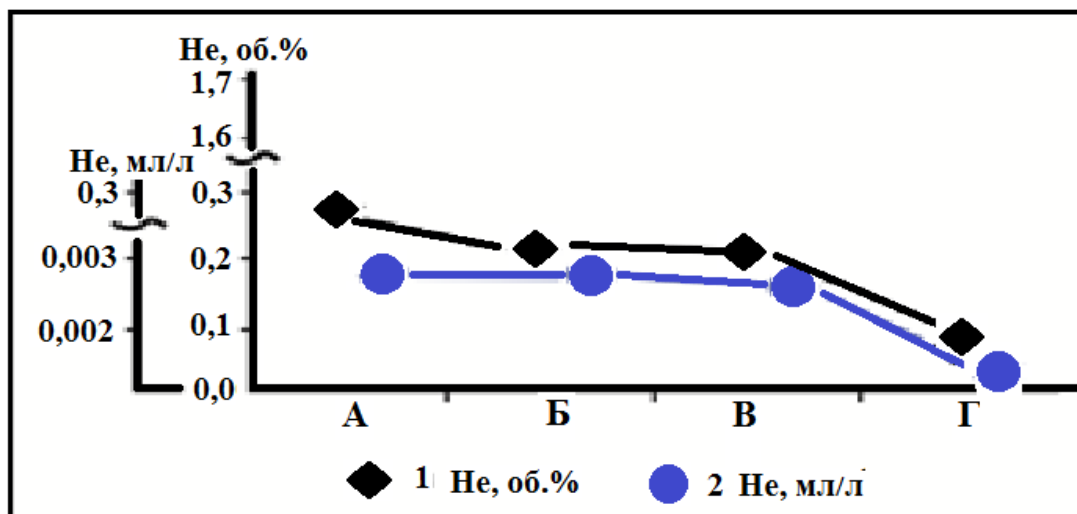 Не, об.%
1,7
1,6
Не, мл/л
0,3 0,3
0,003 0,2
0,002 0,1
0,0
А Б В Г
1 Не, об.% 2 Не, мл/л